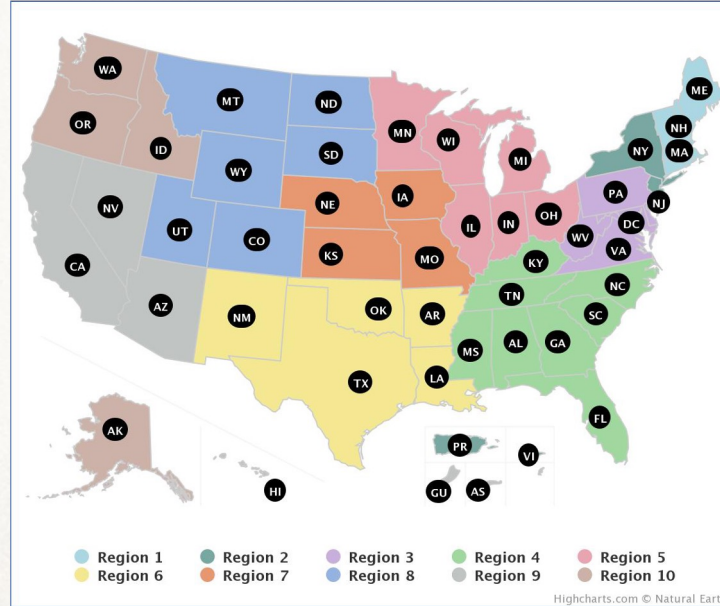 WA
MT
ND
ME
OR
ID
MN
WI
MI
NH
NY
MA
SD
WY
NV
NE
IA
PA
NJ
UT
CO
IL
IN
OH
DC
WV
VA
CA
KS
MO
KY
AZ
NM
OK
AR
TN
NC
SC
MS
AL
GA
TX
LA
FL
AK
HI
PR
VI
GU
AS
Region 1 Region 2 Region 3 Region 4 Region 5
Region 6 Region 7 Region 8 Region 9 Region 10
Highcharts.com © Natural Eart